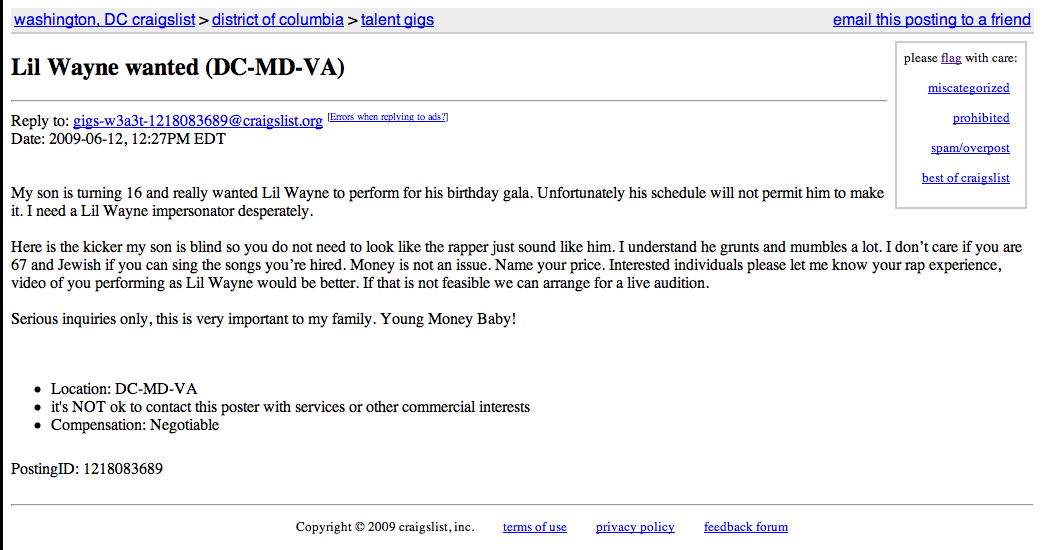 washington, DC craigslist > district of columbia > talent gigs email this posting to a friend
please flag with care:
miscategorized
prohibited
spam/overpost
best of craigslist
Lil Wayne wanted (DC-MD-VA)
Reply to: gigs-w3a3t-1218083689@craigslist.org [Errors when replying to ads?]
Date: 2009-06-12, 12:27PM EDT
My son is turning 16 and really wanted Lil Wayne to perform for his birthday gala. Unfortunately his schedule will not permit him to make
it. I need a Lil Wayne impersonator desperately.
Here is the kicker my son is blind so you do not need to look like the rapper just sound like him. I understand he grunts and mumbles a lot. I don’t care if you are
67 and Jewish if you can sing the songs you’re hired. Money is not an issue. Name your price. Interested individuals please let me know your rap experience,
video of you performing as Lil Wayne would be better. If that is not feasible we can arrange for a live audition.
Serious inquiries only, this is very important to my family. Young Money Baby!
• Location: DC-MD-VA
• it's NOT ok to contact this poster with services or other commercial interests
• Compensation: Negotiable
PostingID: 1218083689
Copyright © 2009 craigslist, inc. terms of use privacy policy feedback forum